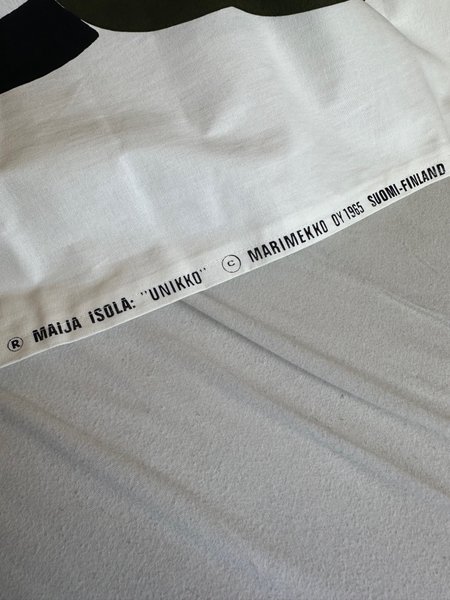 ® MAIJA ISOLA: "UNIKKO" © MARIMEKKO OY 1965 SUOMI-FINLAND